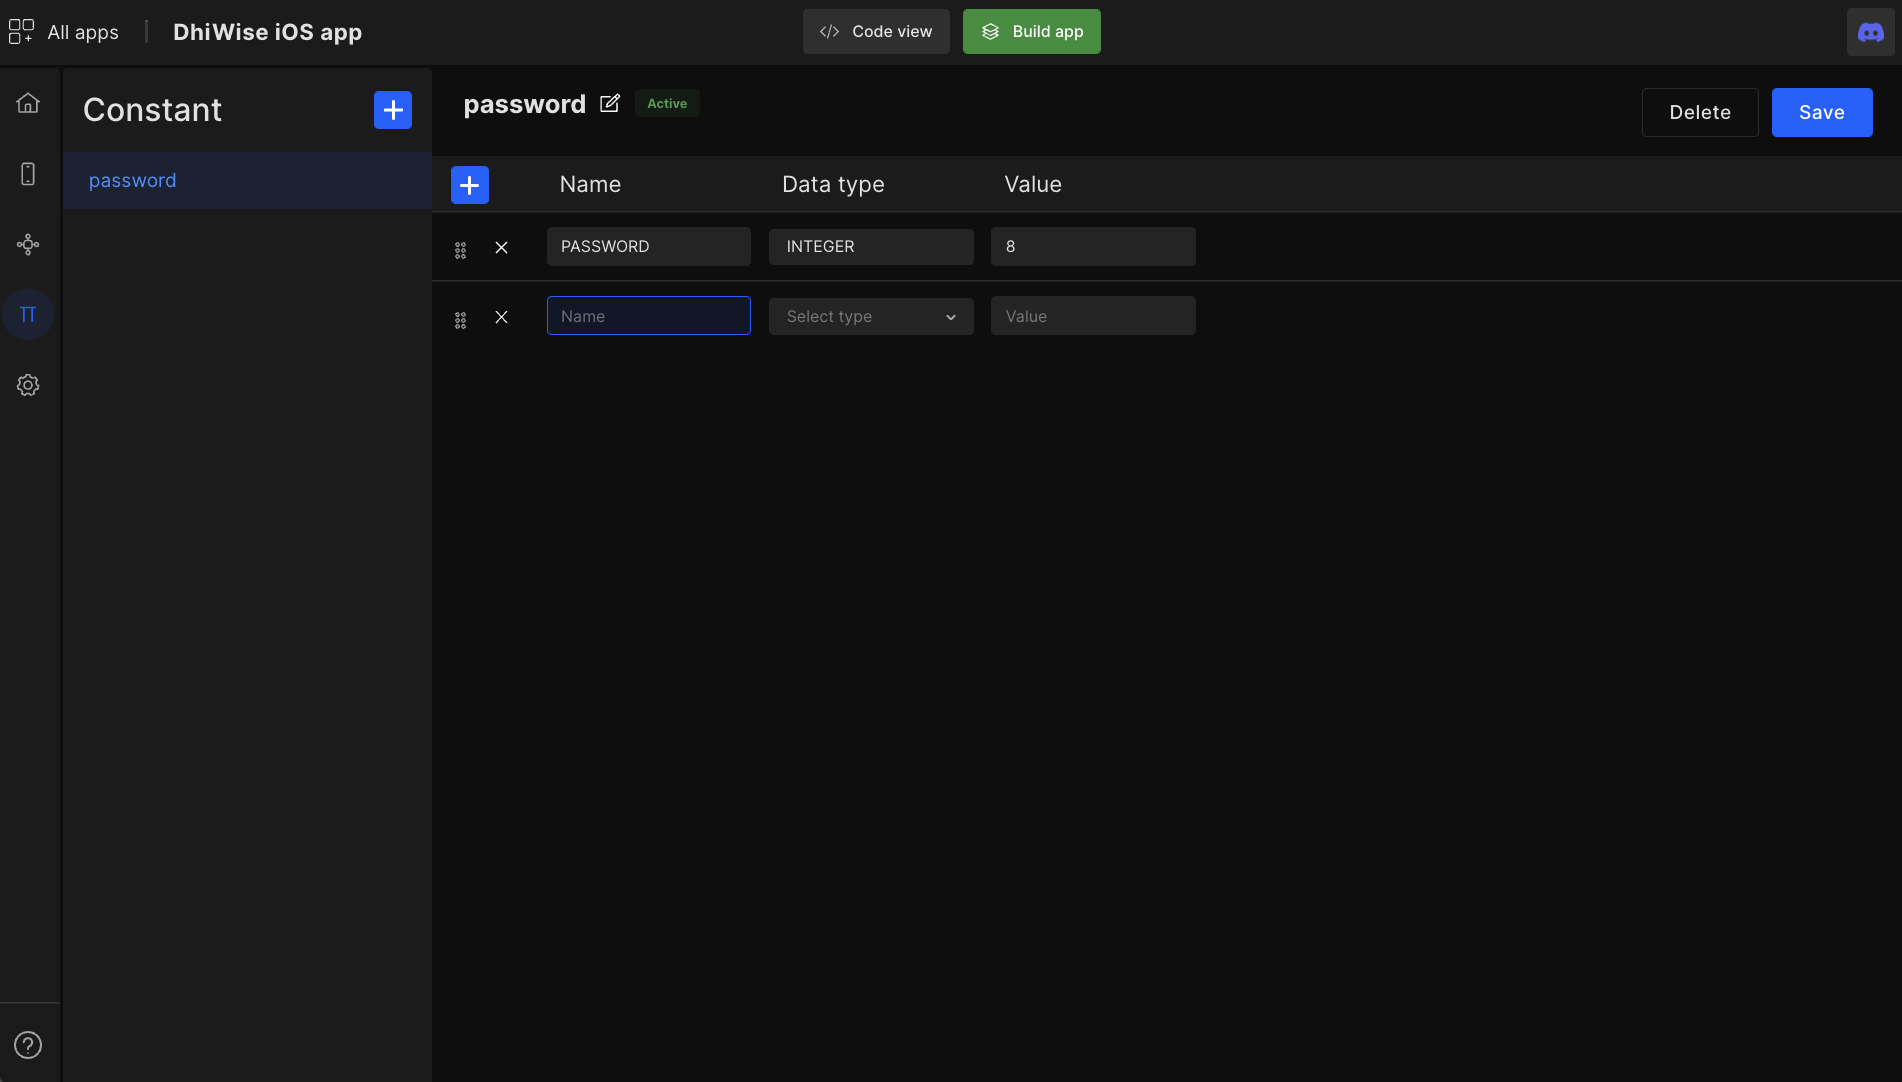 All apps
DhiWise iOS app
</> Code view
Build app
Constant
password
password
Active
Delete
Save
Name
Data type
Value
PASSWORD
INTEGER
8
Name
Select type
Value